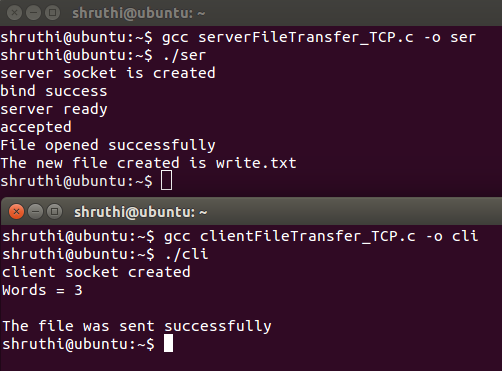 shruthi@ubuntu: ~
shruthi@ubuntu:~$ gcc serverFileTransfer_TCP.c -o ser
shruthi@ubuntu:~$ ./ser
server socket is created
bind success
server ready
accepted
File opened successfully
The new file created is write.txt
shruthi@ubuntu:~$
shruthi@ubuntu: ~
shruthi@ubuntu:~$ gcc clientFileTransfer_TCP.c -o cli
shruthi@ubuntu:~$ ./cli
client socket created
Words = 3
The file was sent successfully
shruthi@ubuntu:~$